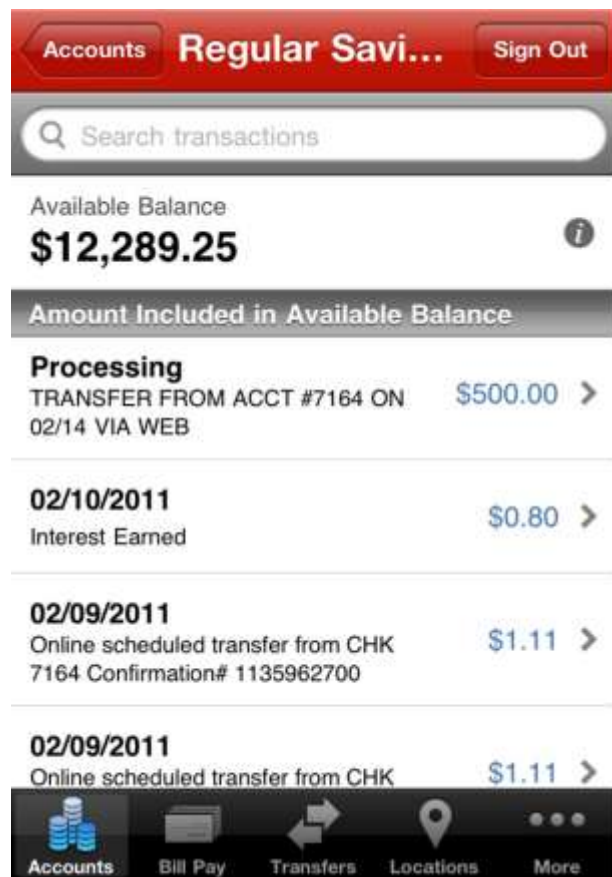 Accounts
Regular Savi...
Sign Out
Search transactions
Available Balance
$12,289.25
i
Amount Included in Available Balance
Processing
TRANSFER FROM ACCT #7164 ON
02/14 VIA WEB
$500.00
02/10/2011
Interest Earned
$0.80
02/09/2011
Online scheduled transfer from CHK
7164 Confirmation# 1135962700
$1.11
02/09/2011
Online scheduled transfer from CHK
$1.11
Accounts
Bill Pay
Transfers
Locations
More